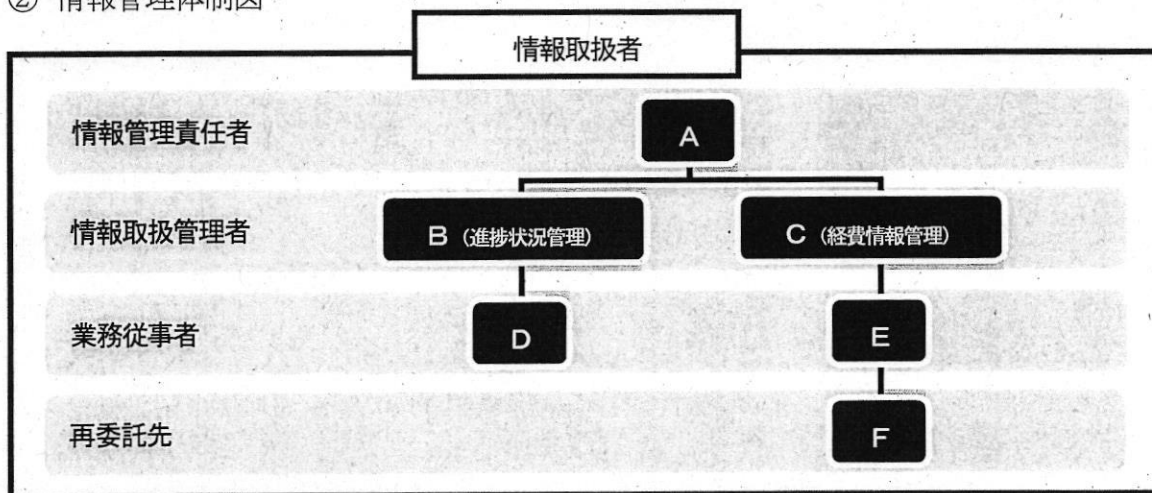 ② 情報管理体制図
情報取扱者
情報管理責任者
A
情報取扱管理者
B (進捗状況管理)
C (経費情報管理)
業務従事者
D
E
再委託先
F